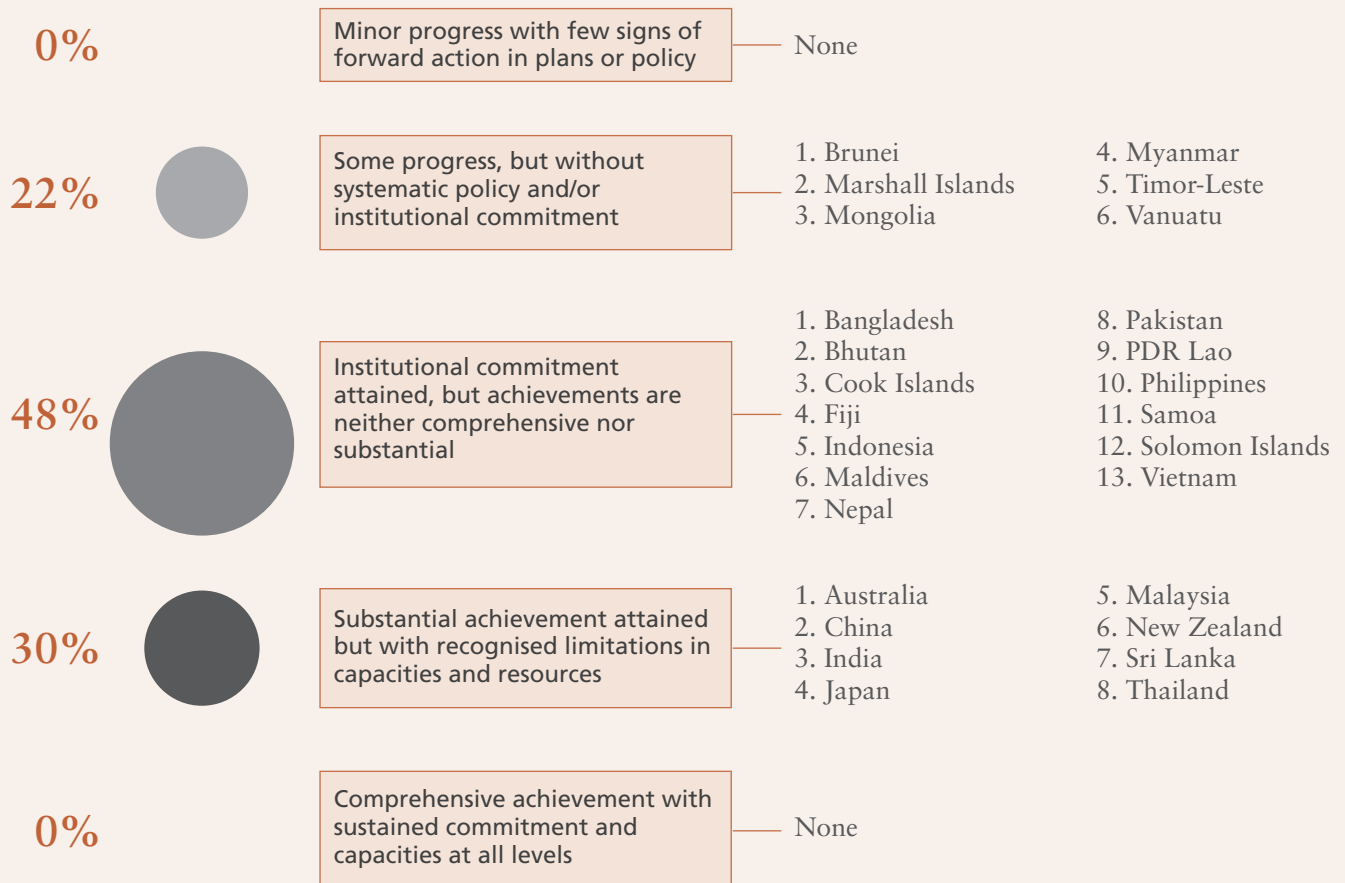 0%
Minor progress with few signs of
forward action in plans or policy
None
22%
Some progress, but without
systematic policy and/or
institutional commitment
1. Brunei
2. Marshall Islands
3. Mongolia
4. Myanmar
5. Timor-Leste
6. Vanuatu
48%
Institutional commitment
attained, but achievements are
neither comprehensive nor
substantial
1. Bangladesh
2. Bhutan
3. Cook Islands
4. Fiji
5. Indonesia
6. Maldives
7. Nepal
8. Pakistan
9. PDR Lao
10. Philippines
11. Samoa
12. Solomon Islands
13. Vietnam
30%
Substantial achievement attained
but with recognised limitations in
capacities and resources
1. Australia
2. China
3. India
4. Japan
5. Malaysia
6. New Zealand
7. Sri Lanka
8. Thailand
0%
Comprehensive achievement with
sustained commitment and
capacities at all levels
None